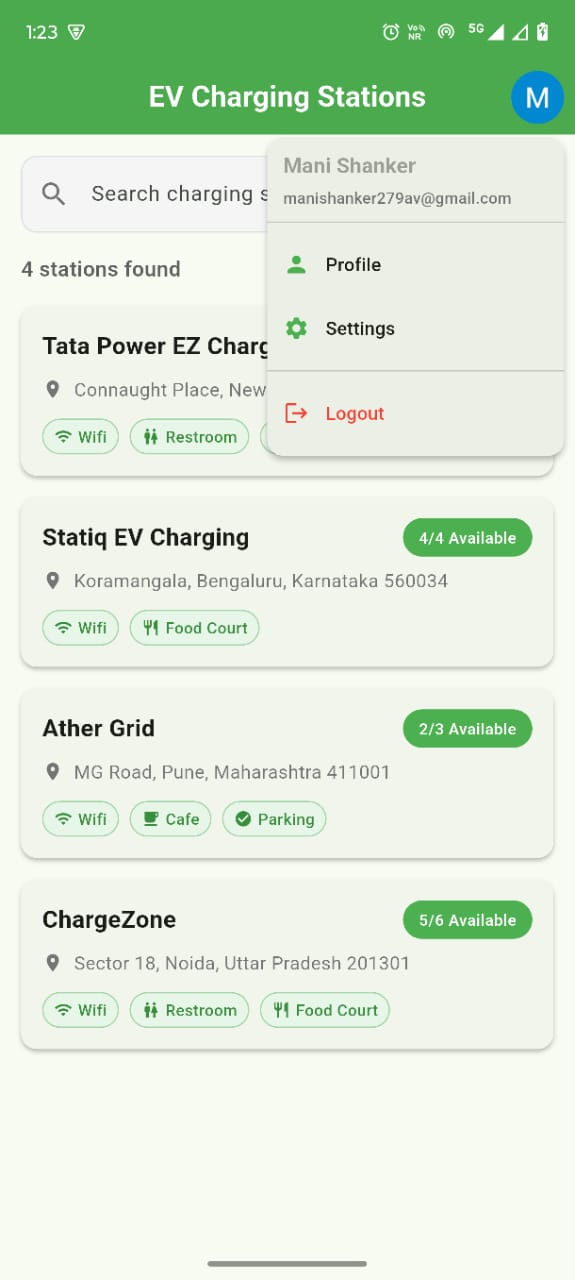 1:23
Vo NR
5G
EV Charging Stations
M
Mani Shanker
manishanker279av@gmail.com
Profile
Settings
Logout
Search charging s
4 stations found
Tata Power EZ Charg
Connaught Place, New
Wifi Restroom
Statiq EV Charging 4/4 Available
Koramangala, Bengaluru, Karnataka 560034
Wifi Food Court
Ather Grid 2/3 Available
MG Road, Pune, Maharashtra 411001
Wifi Cafe Parking
ChargeZone 5/6 Available
Sector 18, Noida, Uttar Pradesh 201301
Wifi Restroom Food Court